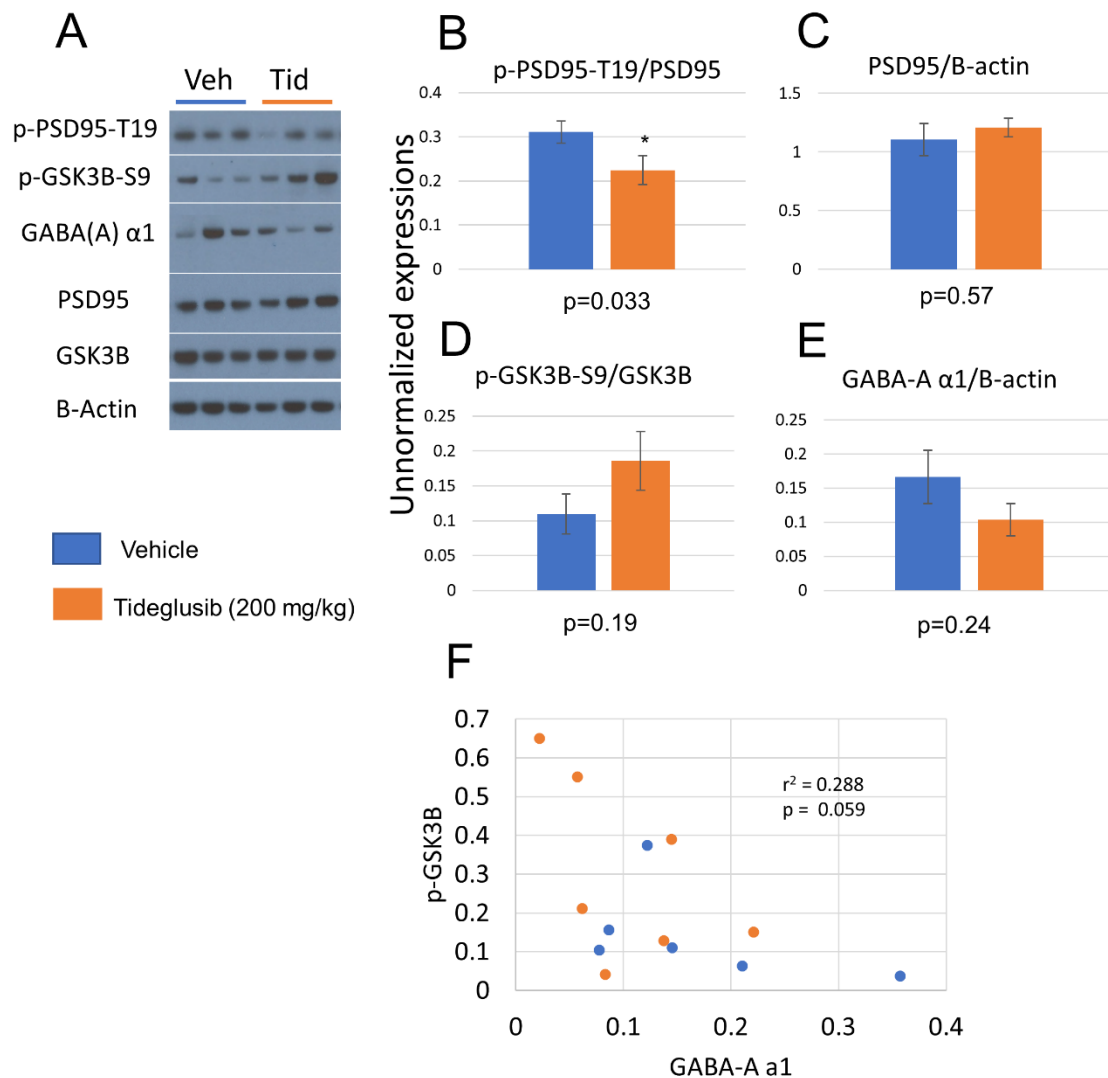 A
Veh Tid
p-PSD95-T19
p-GSK3B-S9
GABA(A) α1
PSD95
GSK3B
B-Actin
Vehicle
Tideglusib (200 mg/kg)
Unnormalized expressions
B
p-PSD95-T19/PSD95
0.4
0.3
0.2
0.1
0
*
p=0.033
C
PSD95/B-actin
1.5
1
0.5
0
p=0.57
D
p-GSK3B-S9/GSK3B
0.25
0.2
0.15
0.1
0.05
0
p=0.19
E
GABA-A α1/B-actin
0.25
0.2
0.15
0.1
0.05
0
p=0.24
F
p-GSK3B
0.7
0.6
0.5
0.4
0.3
0.2
0.1
0
r² = 0.288
p = 0.059
0 0.1 0.2 0.3 0.4
GABA-A a1